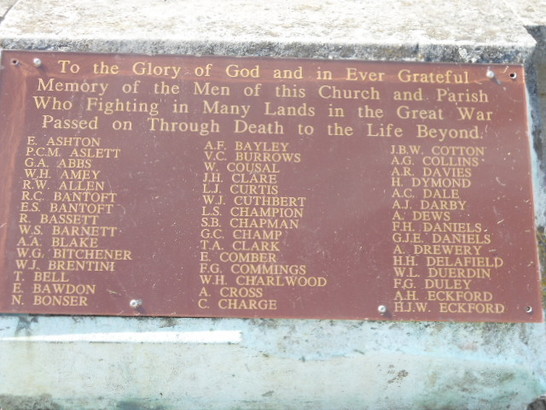 To the Glory of God and in Ever Grateful
Memory of the Men of this Church and Parish
Who Fighting in Many Lands in the Great War
Passed on Through Death to the Life Beyond.
E. ASHTON
P.C.M. ASLETT
G.A. ABBS
W.H. AMEY
R.W. ALLEN
R.C. BANTOFT
E.S. BANTOFT
R. BASSETT
W.S. BARNETT
A.A. BLAKE
W.G. BITCHENER
W.J. BRENTINI
T. BELL
E. BAWDON
N. BONSER
A.F. BAYLEY
V.C. BURROWS
W. COUSAL
J.H. CLARE
L.J. CURTIS
W.J. CUTHBERT
L.S. CHAMPION
S.B. CHAPMAN
G.C. CHAMP
T.A. CLARK
E. COMBER
F.G. COMMINGS
W.H. CHARLWOOD
A. CROSS
C. CHARGE
J.B.W. COTTON
A.G. COLLINS
A.R. DAVIES
H. DYMOND
A.C. DALE
A.J. DARBY
A. DEWS
F.H. DANIELS
G.J.E. DANIELS
A. DREWERY
H.H. DELAFIELD
W.L. DUERDIN
F.G. DULEY
A.H. ECKFORD
H.J.W. ECKFORD